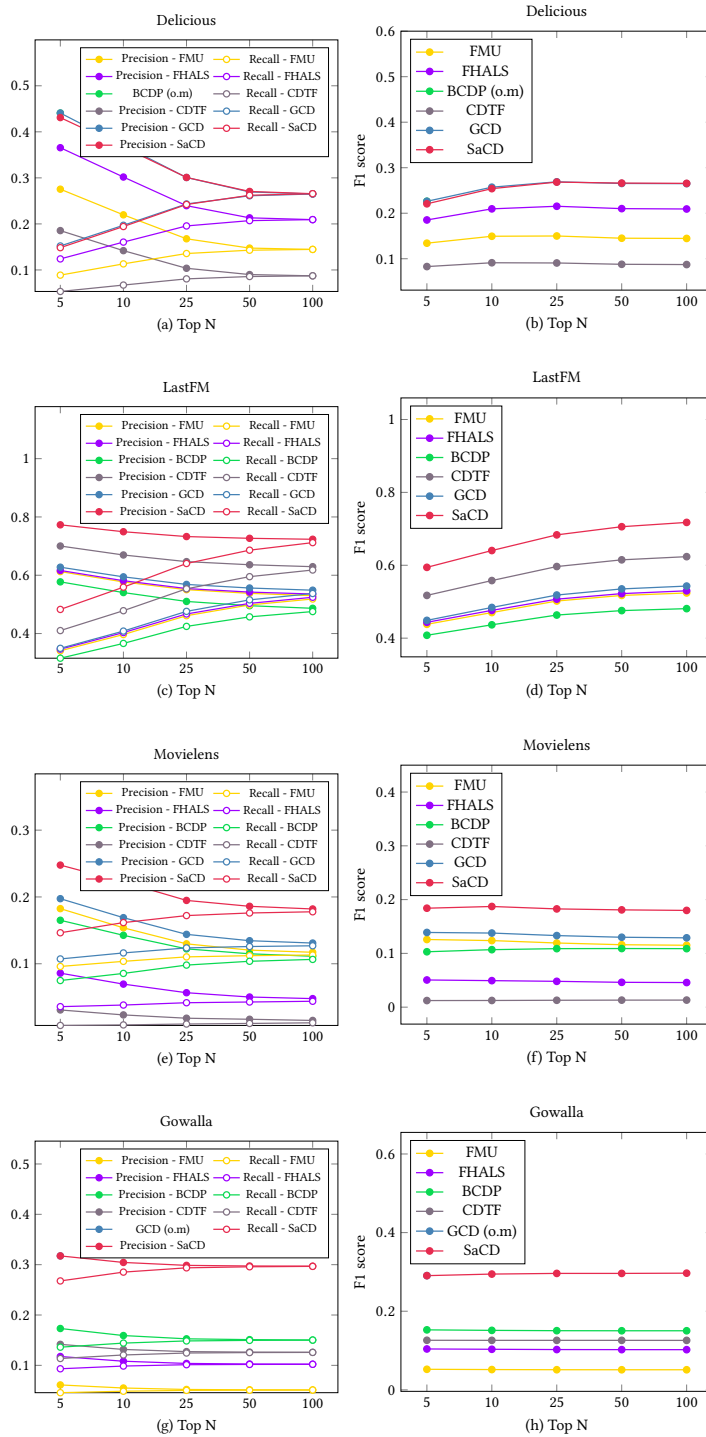 Delicious
0.5
0.4
0.3
0.2
0.1
Precision - FMU
Recall - FMU
Precision - FHALS
Recall - FHALS
BCDP (o.m)
Recall - CDTF
Precision - CDTF
Recall - GCD
Precision - GCD
Recall - SaCD
Precision - SaCD
5 10 25 50 100
(a) Top N
Delicious
F1 score
0.6
0.5
0.4
0.3
0.2
0.1
FMU
FHALS
BCDP (o.m)
CDTF
GCD
SaCD
5 10 25 50 100
(b) Top N
LastFM
1
0.8
0.6
0.4
Precision - FMU
Recall - FMU
Precision - FHALS
Recall - FHALS
Precision - BCDP
Recall - BCDP
Precision - CDTF
Recall - CDTF
Precision - GCD
Recall - GCD
Precision - SaCD
Recall - SaCD
5 10 25 50 100
(c) Top N
LastFM
F1 score
1
0.8
0.6
0.4
FMU
FHALS
BCDP
CDTF
GCD
SaCD
5 10 25 50 100
(d) Top N
Movielens
0.3
0.2
0.1
Precision - FMU
Recall - FMU
Precision - FHALS
Recall - FHALS
Precision - BCDP
Recall - BCDP
Precision - CDTF
Recall - CDTF
Precision - GCD
Recall - GCD
Precision - SaCD
Recall - SaCD
5 10 25 50 100
(e) Top N
Movielens
F1 score
0.4
0.3
0.2
0.1
0
FMU
FHALS
BCDP
CDTF
GCD
SaCD
5 10 25 50 100
(f) Top N
Gowalla
0.5
0.4
0.3
0.2
0.1
Precision - FMU
Recall - FMU
Precision - FHALS
Recall - FHALS
Precision - BCDP
Recall - BCDP
Precision - CDTF
Recall - CDTF
GCD (o.m)
Recall - SaCD
Precision - SaCD
5 10 25 50 100
(g) Top N
Gowalla
F1 score
0.6
0.4
0.2
0
FMU
FHALS
BCDP
CDTF
GCD (o.m)
SaCD
5 10 25 50 100
(h) Top N